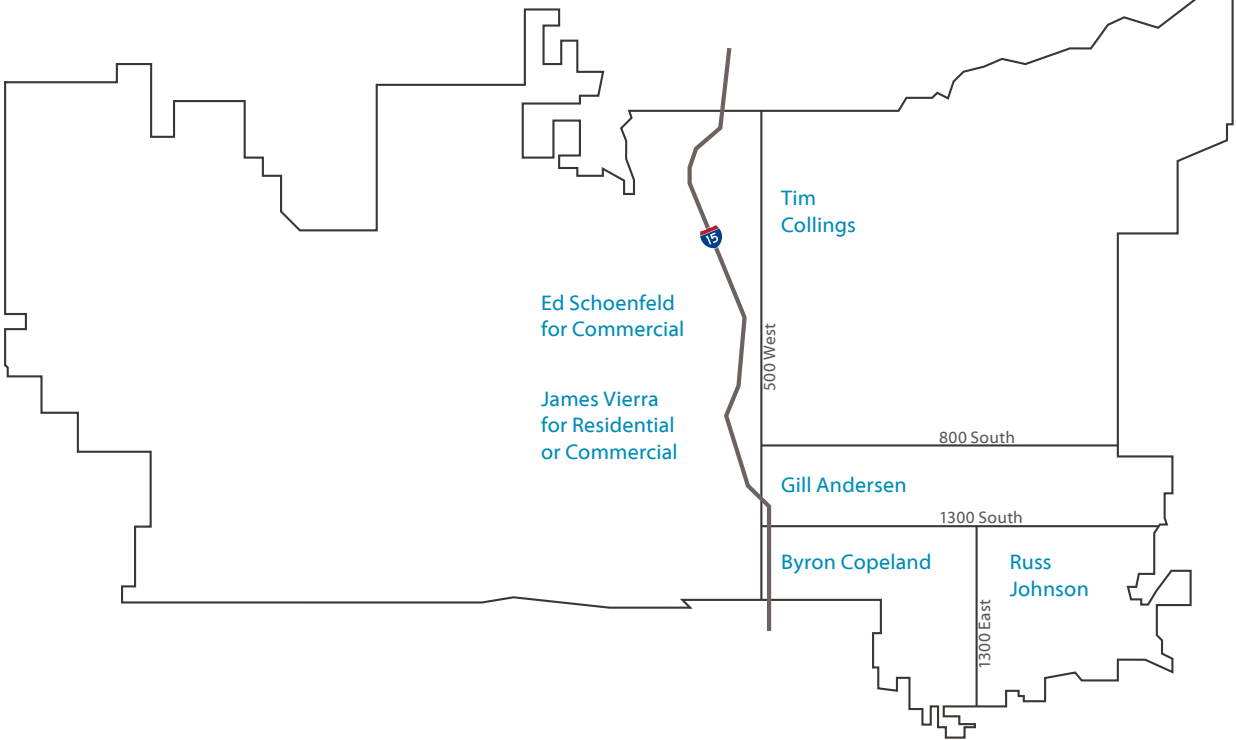 Tim
Collings
15
Ed Schoenfeld
for Commercial
500 West
James Vierra
for Residential
or Commercial
800 South
Gill Andersen
1300 South
Byron Copeland
Russ
Johnson
1300 East